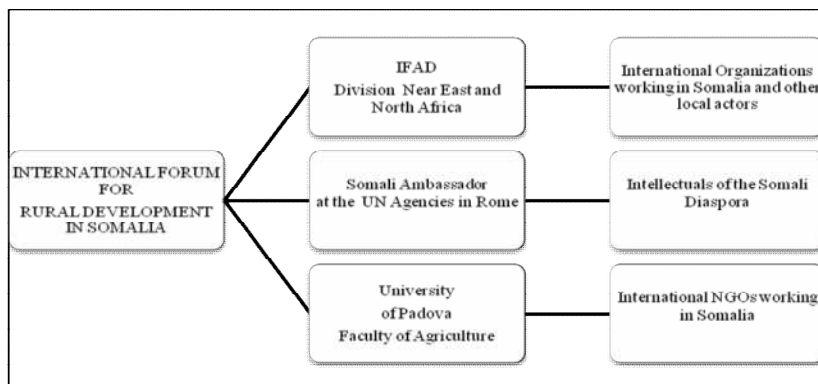 INTERNATIONAL FORUM
FOR
RURAL DEVELOPMENT
IN SOMALIA
IFAD
Division Near East and
North Africa
International Organizations
working in Somalia and other
local actors
Somali Ambassador
at the UN Agencies in Rome
Intellectuals of the Somali
Diaspora
University
of Padova
Faculty of Agriculture
International NGOs working
in Somalia